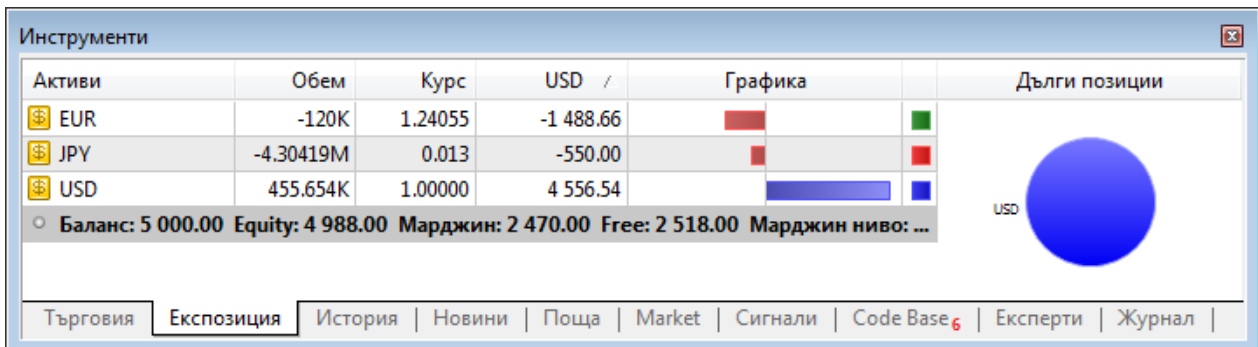 Инструменти
Активи Обем Курс USD / Графика Дълги позиции
EUR -120K 1.24055 -1 488.66
JPY -4.30419M 0.013 -550.00
USD 455.654K 1.00000 4 556.54
USD
Баланс: 5 000.00 Equity: 4 988.00 Марджин: 2 470.00 Free: 2 518.00 Марджин ниво: ...
Търговия Експозиция История | Новини | Поща | Market | Сигнали | Code Base 6 | Експерти | Журнал |